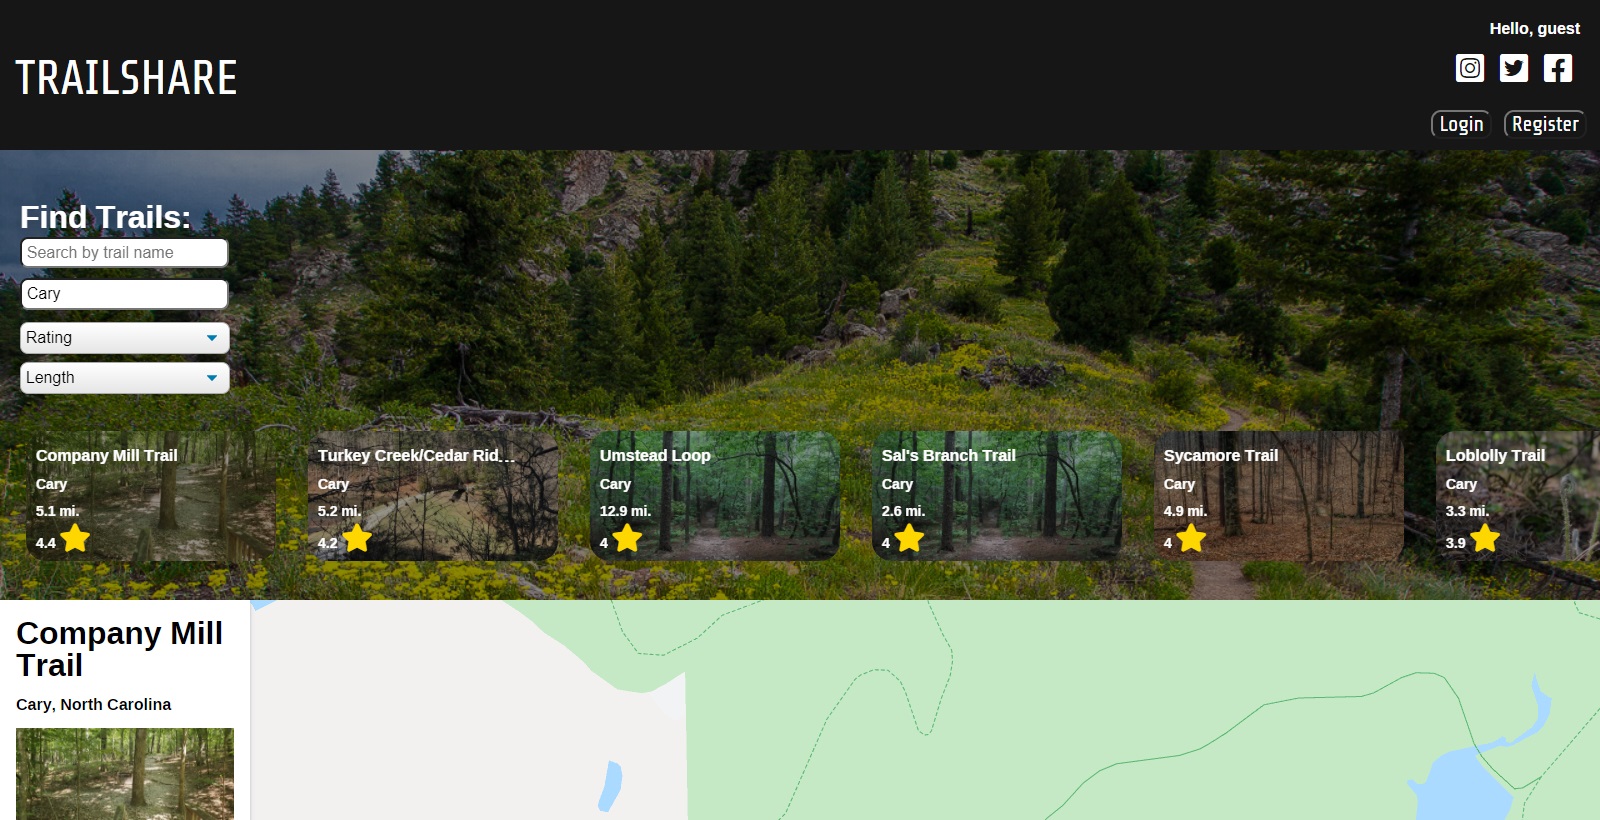 Hello, guest
TRAILSHARE
Login
Register
Find Trails:
Search by trail name
Cary
Rating
Length
Company Mill Trail
Cary
5.1 mi.
4.4
Turkey Creek/Cedar Rid...
Cary
5.2 mi.
4.2
Umstead Loop
Cary
12.9 mi.
4
Sal's Branch Trail
Cary
2.6 mi.
4
Sycamore Trail
Cary
4.9 mi.
4
Loblolly Trail
Cary
3.3 mi.
3.9
Company Mill
Trail
Cary, North Carolina